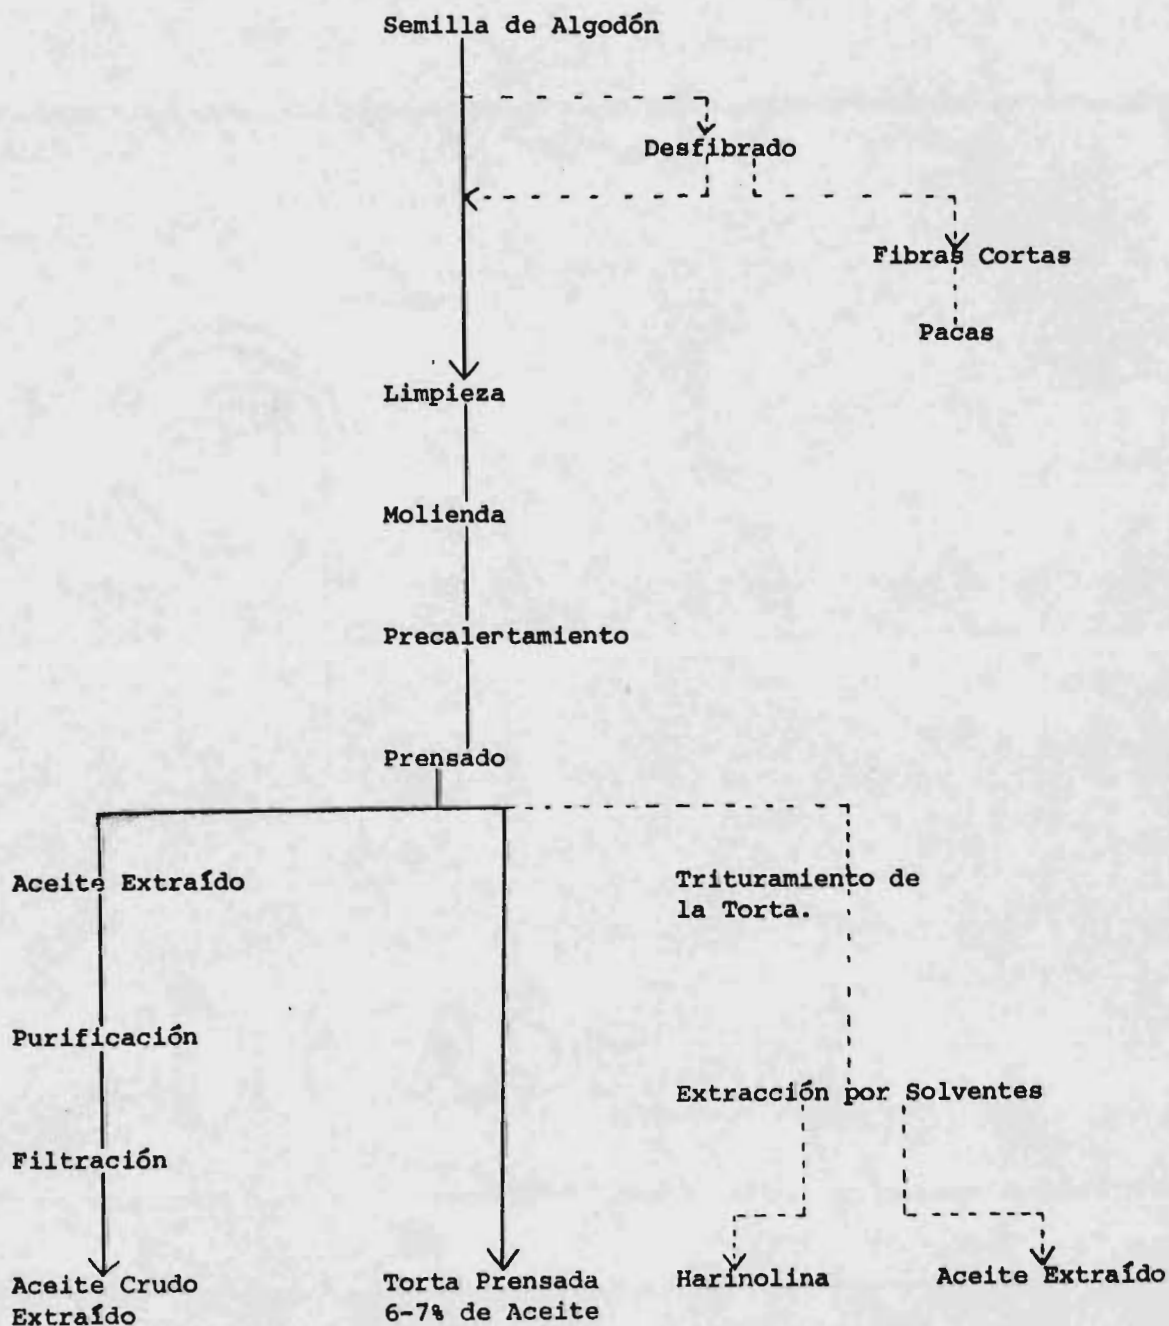 Semilla de Algodón
Desfibrado
Fibras Cortas
Pacas
Limpieza
Molienda
Precalertamiento
Prensado
Aceite Extraído
Trituramiento de
la Torta.
Purificación
Extracción por Solventes
Filtración
Aceite Crudo
Extraído
Torta Prensada
6-7% de Aceite
Harinolina
Aceite Extraído